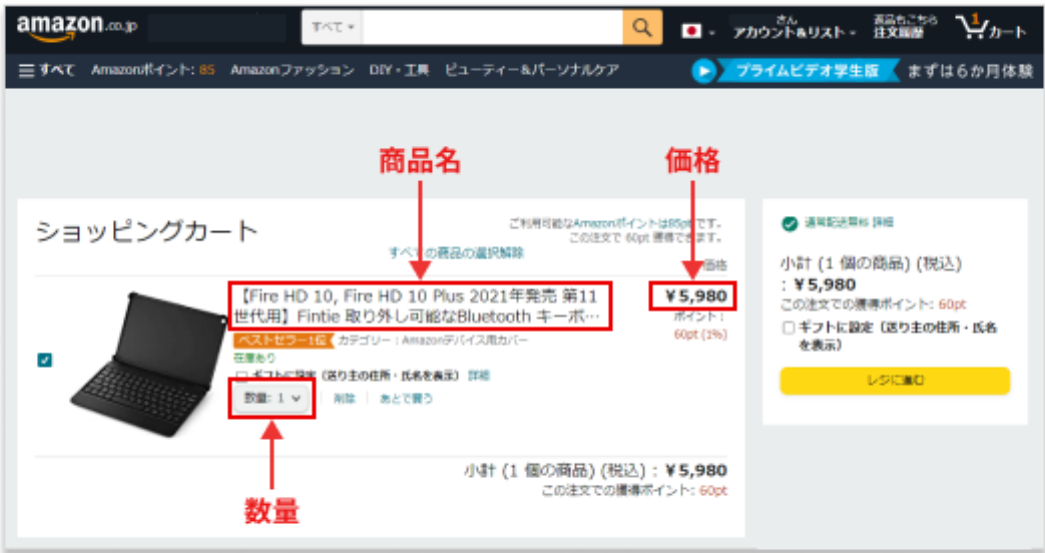 amazon.co.jp
すべて
さん
アカウント&リスト
返品もこちら
注文履歴
1
カート
すべて Amazonポイント: 85 Amazonファッション DIY・工具 ビューティー&パーソナルケア
プライムビデオ学生版 まずは6か月体験
商品名
価格
ショッピングカート
ご利用可能なAmazonポイントは85ptです。
この注文で 60pt 獲得できます。
すべての商品の選択解除
価格
【Fire HD 10, Fire HD 10 Plus 2021年発売 第11
世代用】Fintie 取り外し可能なBluetooth キーボ…
¥5,980
ポイント:
60pt (1%)
ベストセラー1位 カテゴリー : Amazonデバイス用カバー
在庫あり
ギフトに設定（送り主の住所・氏名を表示） 詳細
数量: 1 削除 あとで買う
数量
小計 (1 個の商品) (税込) : ¥5,980
この注文での獲得ポイント: 60pt
通常配送無料 詳細
小計 (1 個の商品) (税込)
: ¥5,980
この注文での獲得ポイント: 60pt
ギフトに設定（送り主の住所・氏名
を表示）
レジに進む